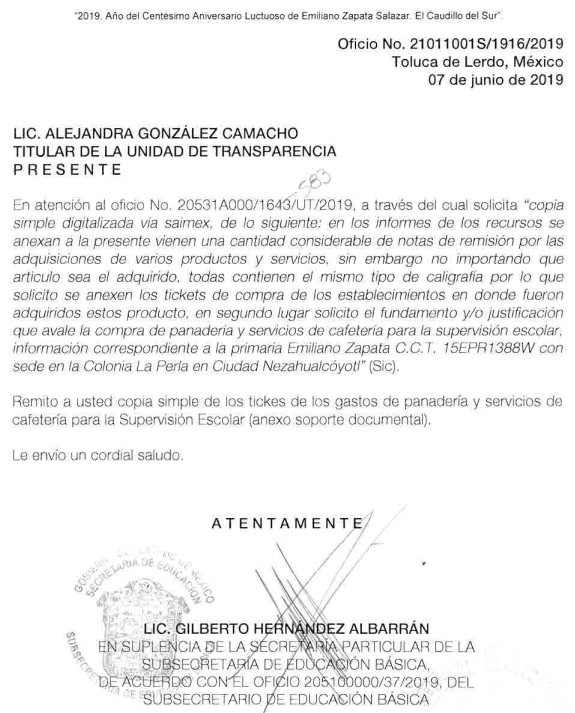 "2019. Año del Centésimo Aniversario Luctuoso de Emiliano Zapata Salazar. El Caudillo del Sur".
Oficio No. 21011001S/1916/2019
Toluca de Lerdo, México
07 de junio de 2019
LIC. ALEJANDRA GONZÁLEZ CAMACHO
TITULAR DE LA UNIDAD DE TRANSPARENCIA
P R E S E N T E
583
En atención al oficio No. 20531A000/1643/UT/2019, a través del cual solicita "copia
simple digitalizada vía saimex, de lo siguiente: en los informes de los recursos se
anexan a la presente vienen una cantidad considerable de notas de remisión por las
adquisiciones de varios productos y servicios, sin embargo no importando que
articulo sea el adquirido, todas contienen el mismo tipo de caligrafía por lo que
solicito se anexen los tickets de compra de los establecimientos en donde fueron
adquiridos estos producto, en segundo lugar solicito el fundamento y/o justificación
que avale la compra de panadería y servicios de cafetería para la supervisión escolar,
información correspondiente a la primaria Emiliano Zapata C.C.T. 15EPR1388W con
sede en la Colonia La Perla en Ciudad Nezahualcóyotl" (Sic).
Remito a usted copia simple de los tickes de los gastos de panadería y servicios de
cafetería para la Supervisión Escolar (anexo soporte documental).
Le envío un cordial saludo.
A T E N T A M E N T E
SECRETARÍA DE EDUCACIÓN
LIC. GILBERTO HERNÁNDEZ ALBARRÁN
EN SUPLENCIA DE LA SECRETARÍA PARTICULAR DE LA
SUBSECRETARÍA DE EDUCACIÓN BÁSICA,
DE ACUERDO CON EL OFICIO 205100000/37/2019, DEL
SUBSECRETARIO DE EDUCACIÓN BÁSICA